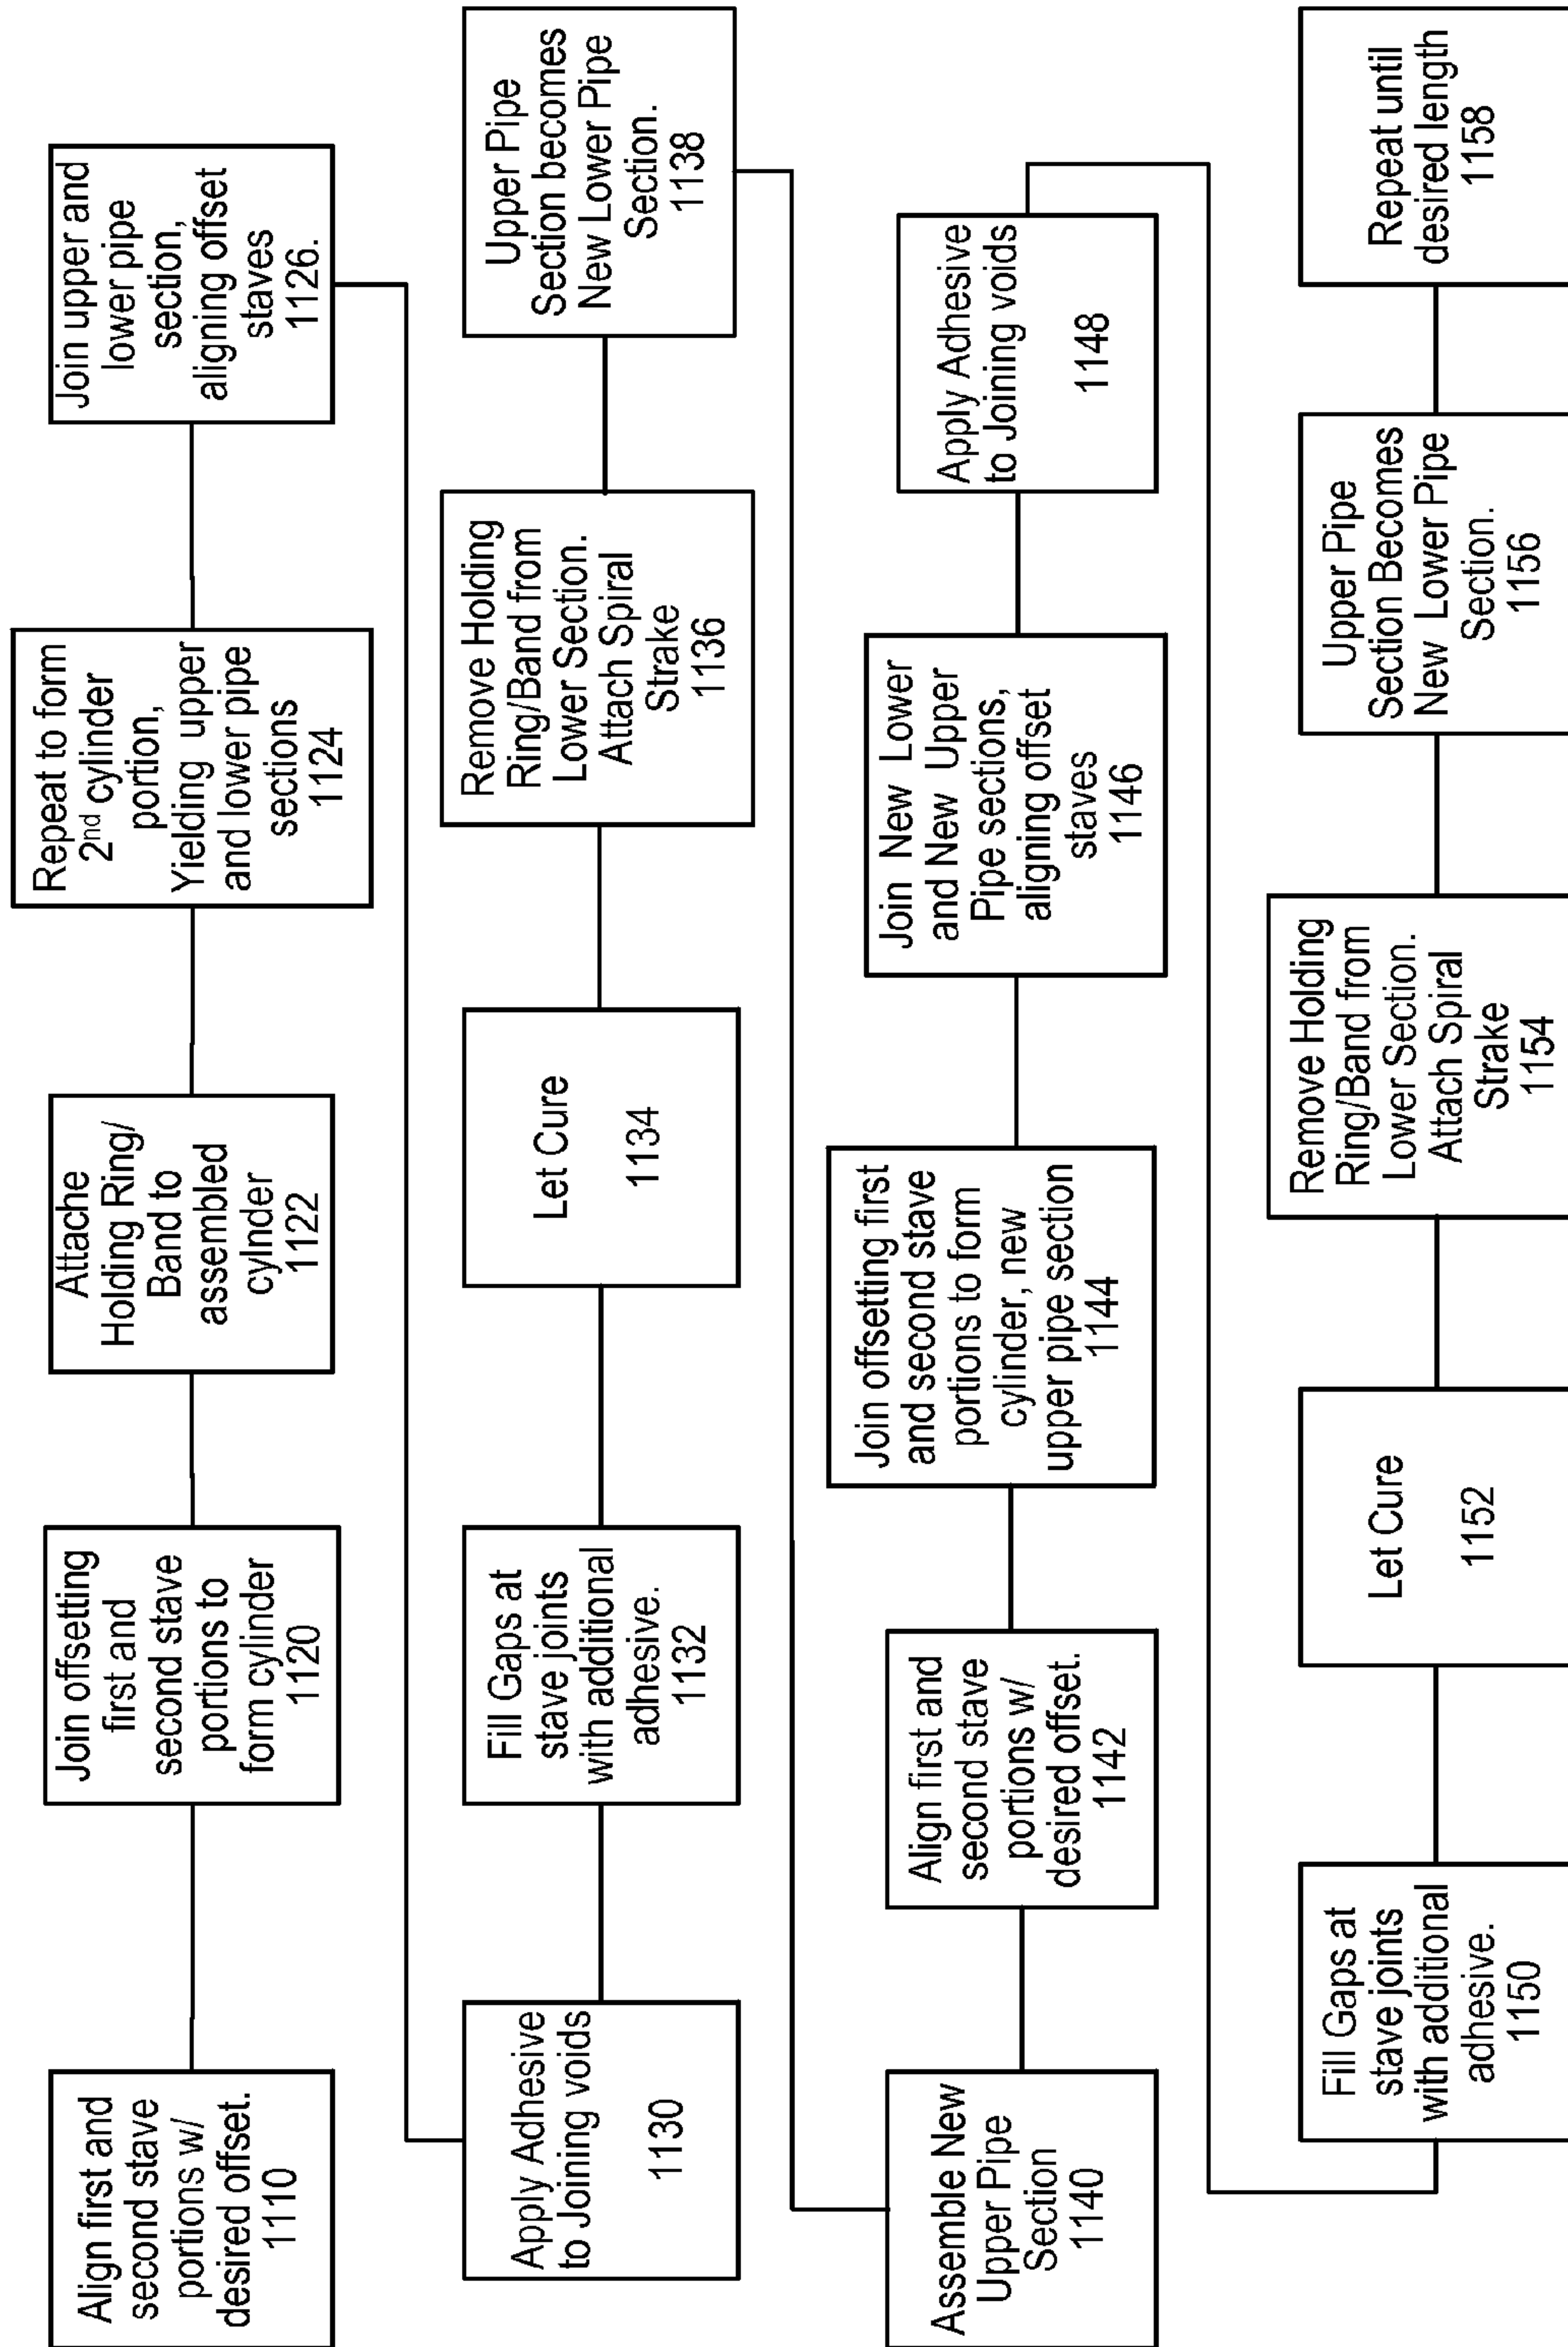 Align first and
second stave
portions w/
desired offset.
1110
Join offsetting
first and
second stave
portions to
form cylinder
1120
Attache
Holding Ring/
Band to
assembled
cylnder
1122
Repeat to form
2nd cylinder
portion,
Yielding upper
and lower pipe
sections
1124
Join upper and
lower pipe
section,
aligning offset
staves
1126.
Apply Adhesive
to Joining voids
1130
Fill Gaps at
stave joints
with additional
adhesive.
1132
Let Cure
1134
Remove Holding
Ring/Band from
Lower Section.
Attach Spiral
Strake
1136
Upper Pipe
Section becomes
New Lower Pipe
Section.
1138
Assemble New
Upper Pipe
Section
1140
Align first and
second stave
portions w/
desired offset.
1142
Join offsetting first
and second stave
portions to form
cylinder, new
upper pipe section
1144
Join New Lower
and New Upper
Pipe sections,
aligning offset
staves
1146
Apply Adhesive
to Joining voids
1148
Fill Gaps at
stave joints
with additional
adhesive.
1150
Let Cure
1152
Remove Holding
Ring/Band from
Lower Section.
Attach Spiral
Strake
1154
Upper Pipe
Section Becomes
New Lower Pipe
Section.
1156
Repeat until
desired length
1158